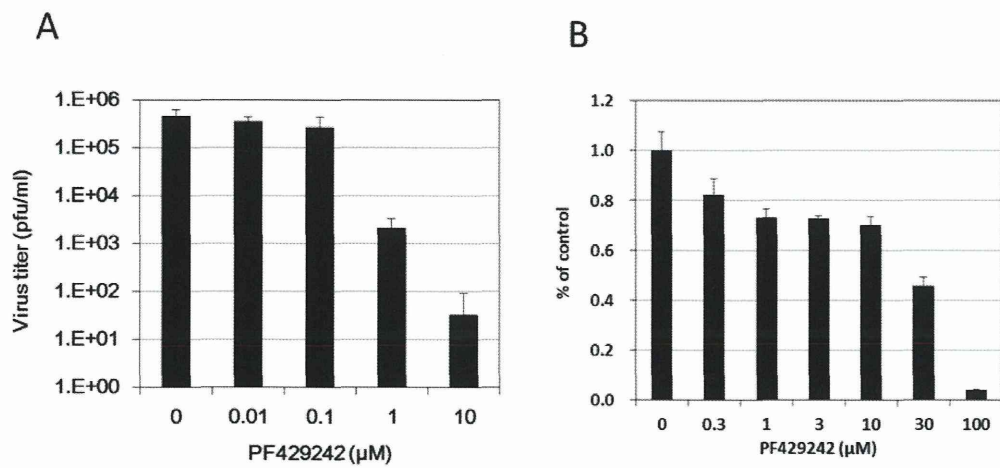 A
1.E+06
1.E+05
1.E+04
1.E+03
1.E+02
1.E+01
1.E+00
Virus titer (pfu/ml)
0 0.01 0.1 1 10
PF429242 (μM)
B
1.2
1.0
0.8
0.6
0.4
0.2
0.0
% of control
0 0.3 1 3 10 30 100
PF429242 (μM)